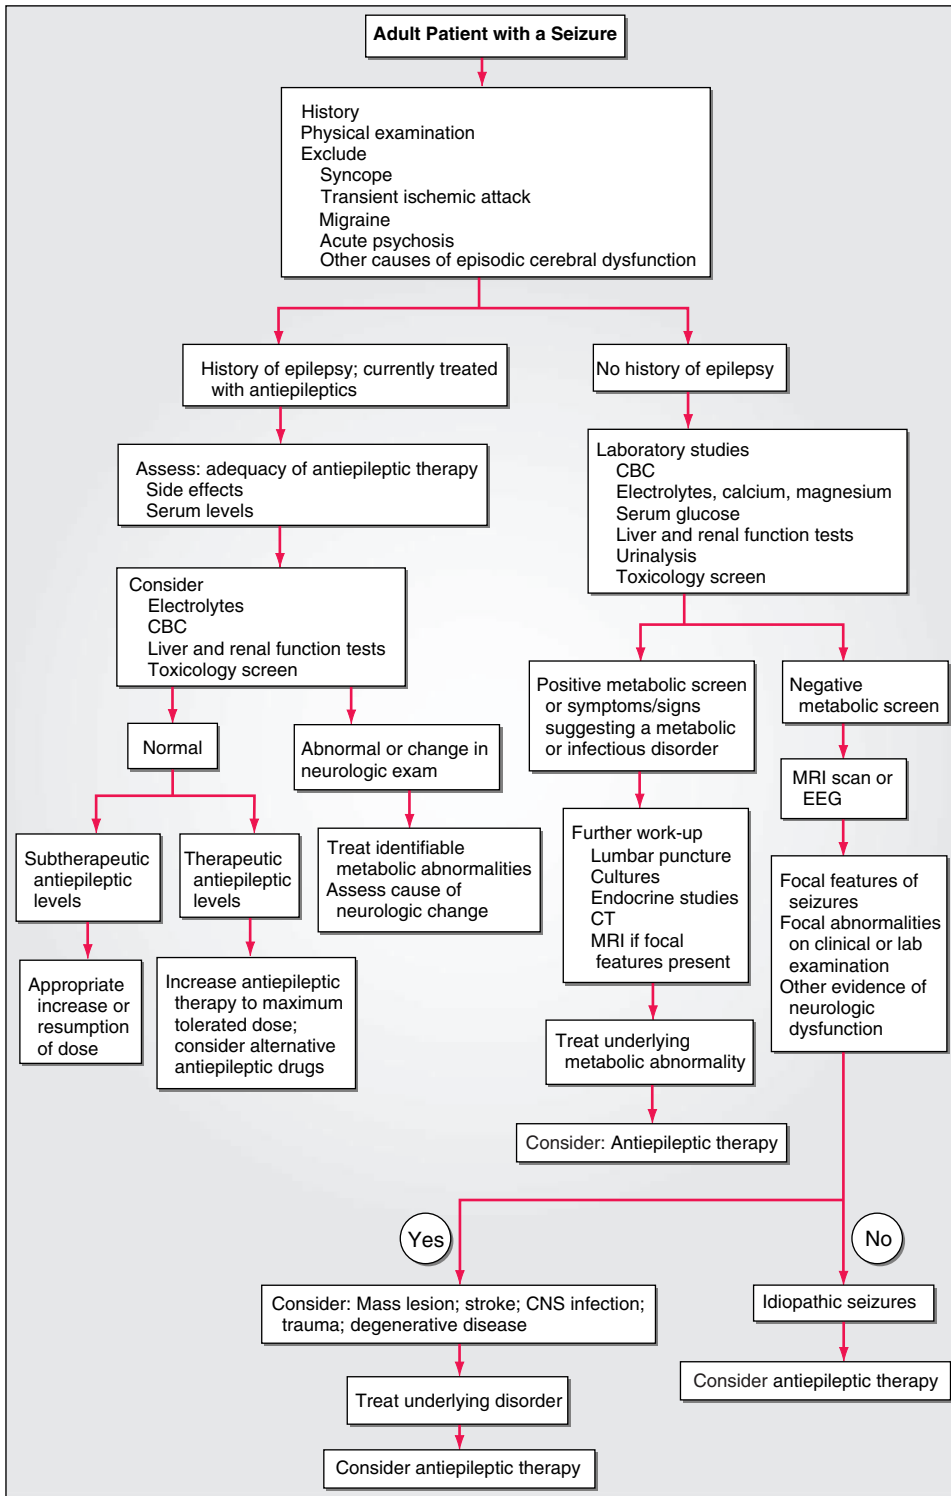 Adult Patient with a Seizure
History
Physical examination
Exclude
Syncope
Transient ischemic attack
Migraine
Acute psychosis
Other causes of episodic cerebral dysfunction
History of epilepsy; currently treated
with antiepileptics
No history of epilepsy
Assess: adequacy of antiepileptic therapy
Side effects
Serum levels
Laboratory studies
CBC
Electrolytes, calcium, magnesium
Serum glucose
Liver and renal function tests
Urinalysis
Toxicology screen
Consider
Electrolytes
CBC
Liver and renal function tests
Toxicology screen
Positive metabolic screen
or symptoms/signs
suggesting a metabolic
or infectious disorder
Negative
metabolic screen
Normal
Abnormal or change in
neurologic exam
MRI scan or
EEG
Subtherapeutic
antiepileptic
levels
Therapeutic
antiepileptic
levels
Treat identifiable
metabolic abnormalities
Assess cause of
neurologic change
Further work-up
Lumbar puncture
Cultures
Endocrine studies
CT
MRI if focal
features present
Focal features of
seizures
Focal abnormalities
on clinical or lab
examination
Other evidence of
neurologic
dysfunction
Appropriate
increase or
resumption
of dose
Increase antiepileptic
therapy to maximum
tolerated dose;
consider alternative
antiepileptic drugs
Treat underlying
metabolic abnormality
Consider: Antiepileptic therapy
Yes
No
Consider: Mass lesion; stroke; CNS infection;
trauma; degenerative disease
Idiopathic seizures
Treat underlying disorder
Consider antiepileptic therapy
Consider antiepileptic therapy